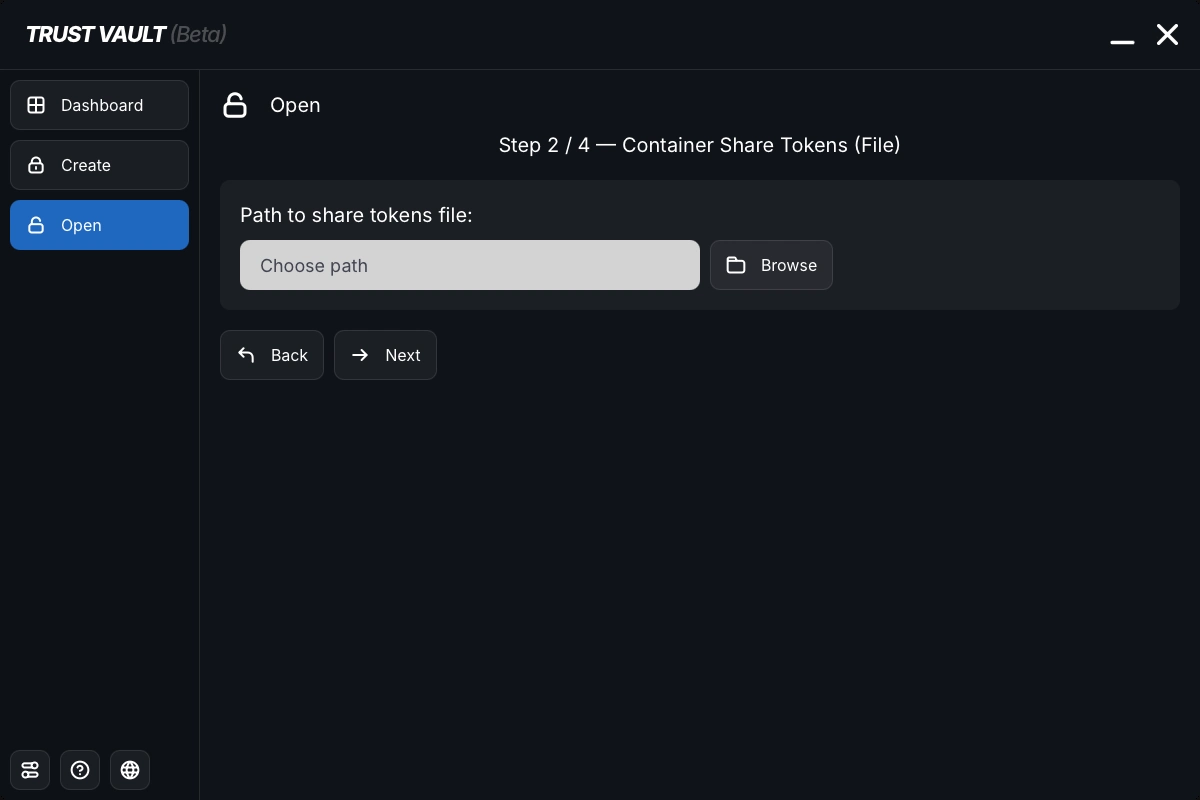 TRUST VAULT (Beta)
Dashboard
Create
Open
Open
Step 2 / 4 — Container Share Tokens (File)
Path to share tokens file:
Choose path
Browse
Back
Next